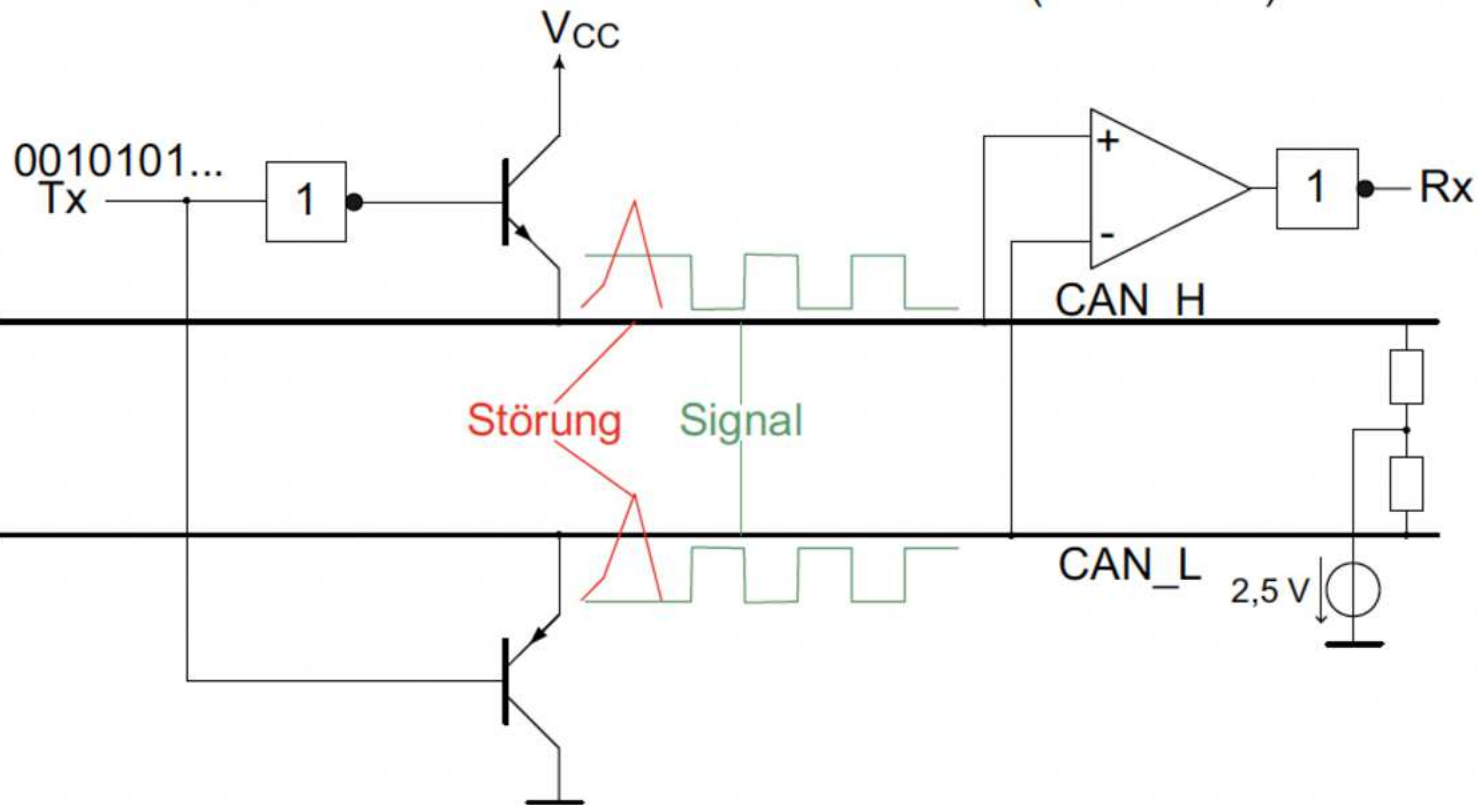 VCC
0010101...
Tx
1
+
-
1
Rx
CAN_H
Störung
Signal
CAN_L
2,5 V